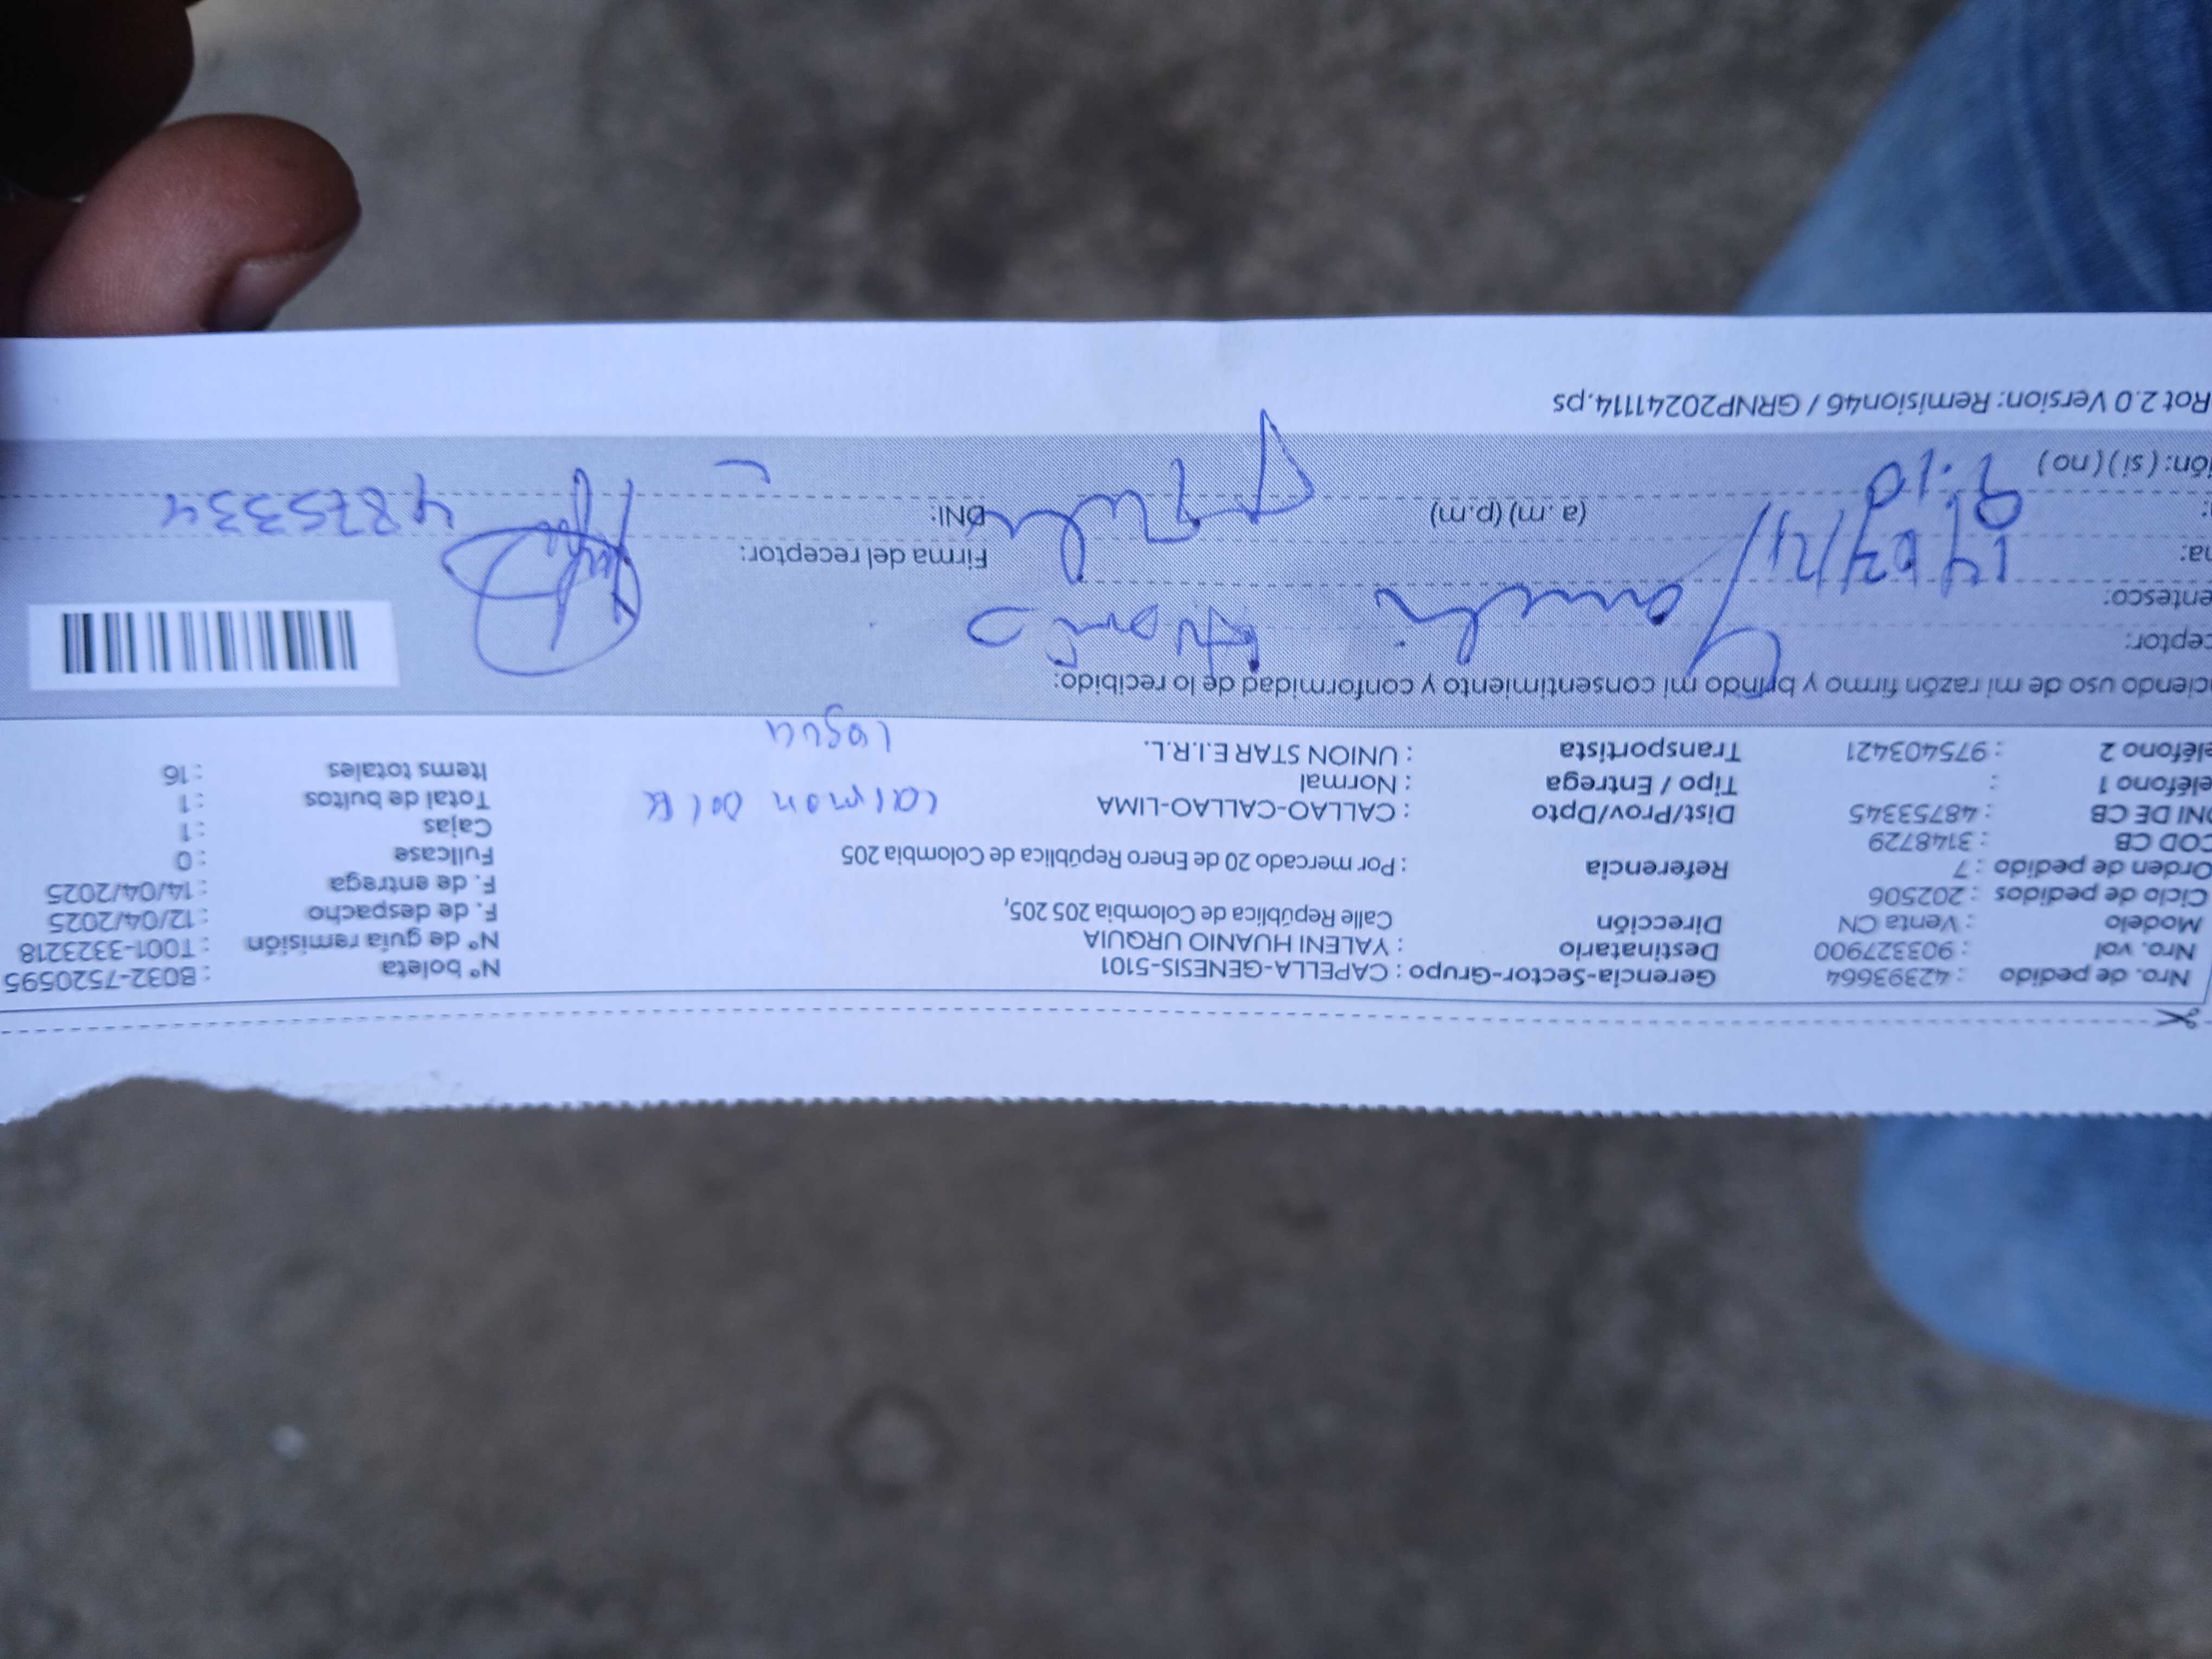 Nro. de pedido : 42393664 Gerencia-Sector-Grupo : CAPELLA-GENESIS-5101 N° boleta : B032-7520595
Nro. vol : 903327900 Destinatario : YALENI HUANIO URQUIA N° de guía remisión : T001-3323218
Modelo : Venta CN Dirección Calle República de Colombia 205 205, F. de despacho : 12/04/2025
Ciclo de pedidos : 202506 F. de entrega : 14/04/2025
Orden de pedido : 7 Referencia : Por mercado 20 de Enero República de Colombia 205 Fullcase : 0
COD CB : 3148729 Cajas : 1
DNI DE CB : 48753345 Dist/Prov/Dpto : CALLAO-CALLAO-LIMA Total de bultos : 1
eléfono 1 : Tipo / Entrega : Normal Items totales : 16
eléfono 2 : 975403421 Transportista : UNION STAR E.I.R.L.
ciendo uso de mi razón firmo y brindo mi consentimiento y conformidad de lo recibido:
ceptor:
entesco:
na: Firma del receptor:
: 9:10 (a. m) (p.m) DNI: 4875334
ión: (si) (no)
Rot 2.0 Version: Remision46 / GRNP20241114.ps